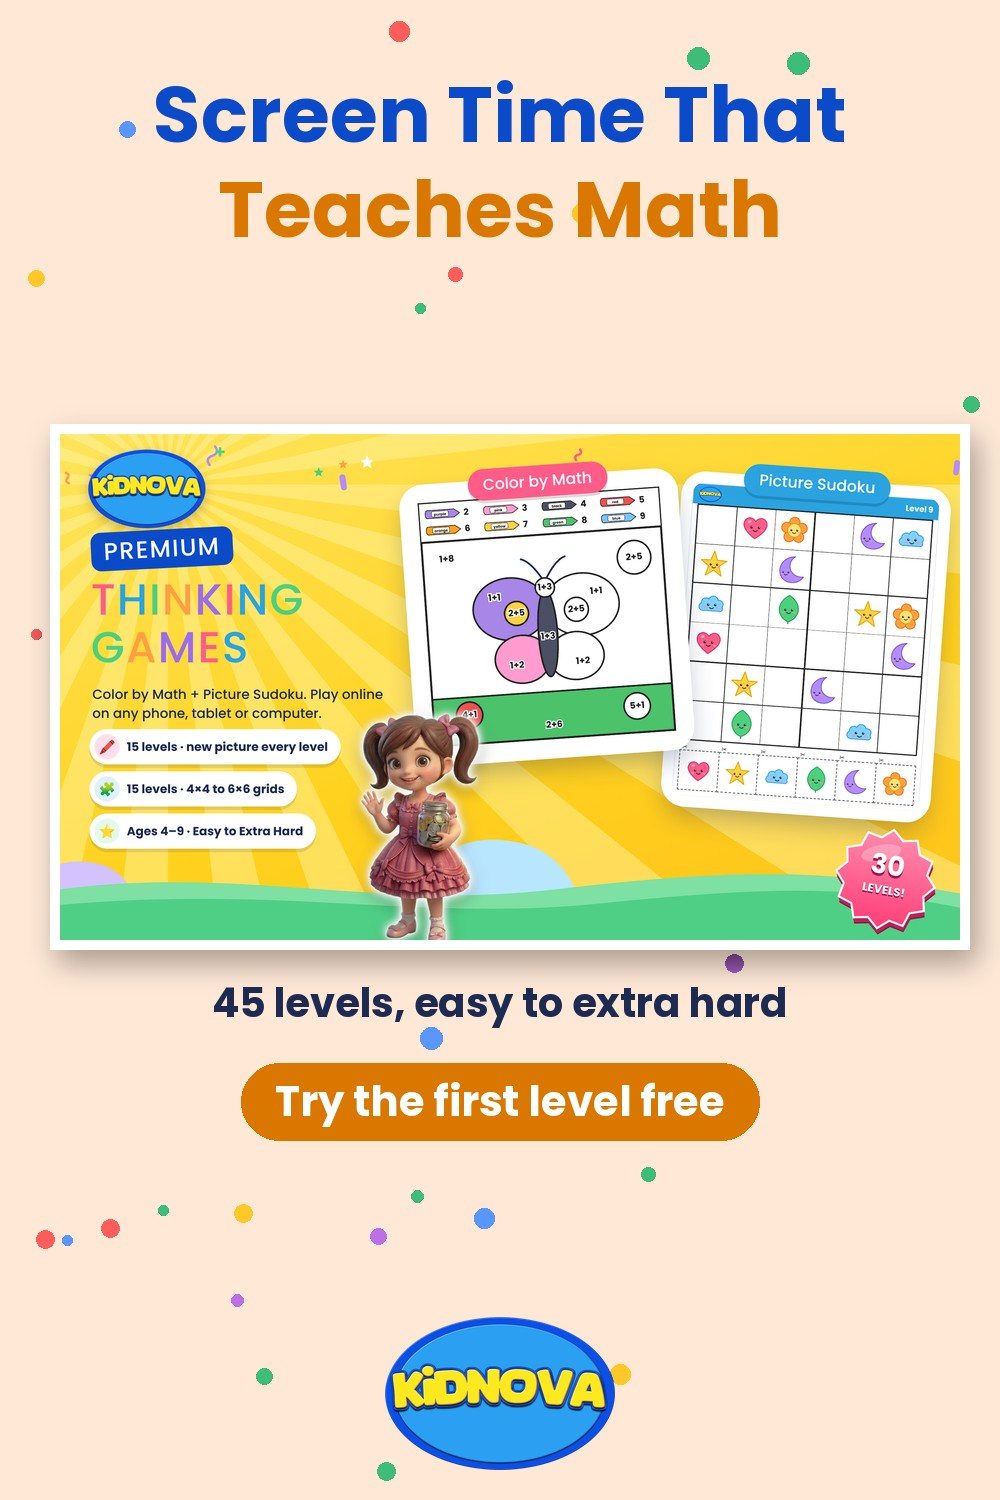 Screen Time That
Teaches Math
KiDNOVA
PREMIUM
THINKING
GAMES
Color by Math + Picture Sudoku. Play online
on any phone, tablet or computer.
15 levels · new picture every level
15 levels · 4×4 to 6×6 grids
Ages 4–9 · Easy to Extra Hard
Color by Math
purple 2 pink 3 black 4 red 5
orange 6 yellow 7 green 8 blue 9
1+8
2+5
1+3
1+1
1+1
2+5
2+5
1+3
1+2
1+2
4+1
5+1
2+6
Picture Sudoku
KiDNOVA
Level 9
30
LEVELS!
45 levels, easy to extra hard
Try the first level free
KiDNOVA